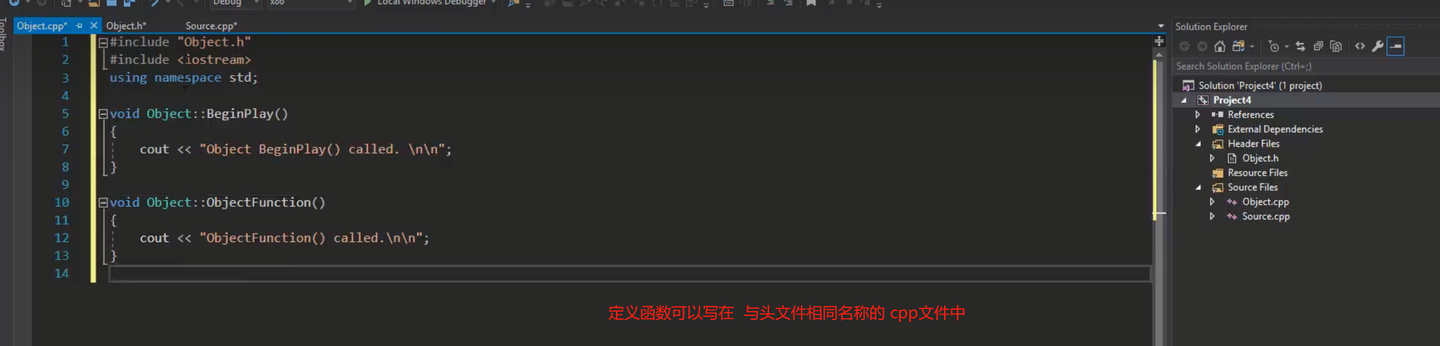 Debug
x86
Local Windows Debugger
Toolbox
Object.cpp*
Object.h*
Source.cpp*
1 #include "Object.h"
2 #include <iostream>
3 using namespace std;
4
5 void Object::BeginPlay()
6 {
7 cout << "Object BeginPlay() called. \n\n";
8 }
9
10 void Object::ObjectFunction()
11 {
12 cout << "ObjectFunction() called.\n\n";
13 }
14
定义函数可以写在 与头文件相同名称的 cpp文件中
Solution Explorer
Search Solution Explorer (Ctrl+;)
Solution 'Project4' (1 project)
Project4
References
External Dependencies
Header Files
Object.h
Resource Files
Source Files
Object.cpp
Source.cpp